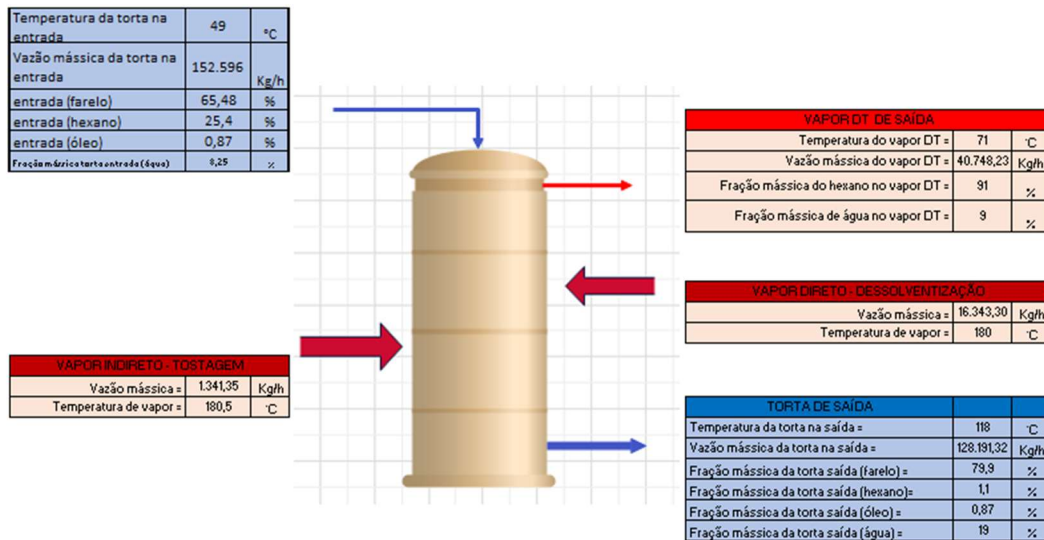 Temperatura da torta na
entrada
49
°C
Vazão mássica da torta na
entrada
152.596
Kg/h
entrada (farelo)
65,48
%
entrada (hexano)
25,4
%
entrada (óleo)
0,87
%
Fração mássica torta entrada (água)
8,25
%
VAPOR DT DE SAÍDA
Temperatura do vapor DT =
71
°C
Vazão mássica do vapor DT =
40.748,23
Kg/h
Fração mássica do hexano no vapor DT =
91
%
Fração mássica de água no vapor DT =
9
%
VAPOR DIRETO - DESSOLVENTIZAÇÃO
Vazão mássica =
16.343,30
Kg/h
Temperatura de vapor =
180
°C
VAPOR INDIRETO - TOSTAGEM
Vazão mássica =
1.341,35
Kg/h
Temperatura de vapor =
180,5
°C
TORTA DE SAÍDA
Temperatura da torta na saída =
118
°C
Vazão mássica da torta na saída =
128.191,32
Kg/h
Fração mássica da torta saída (farelo) =
79,9
%
Fração mássica da torta saída (hexano)=
1,1
%
Fração mássica da torta saída (óleo) =
0,87
%
Fração mássica da torta saída (água) =
19
%